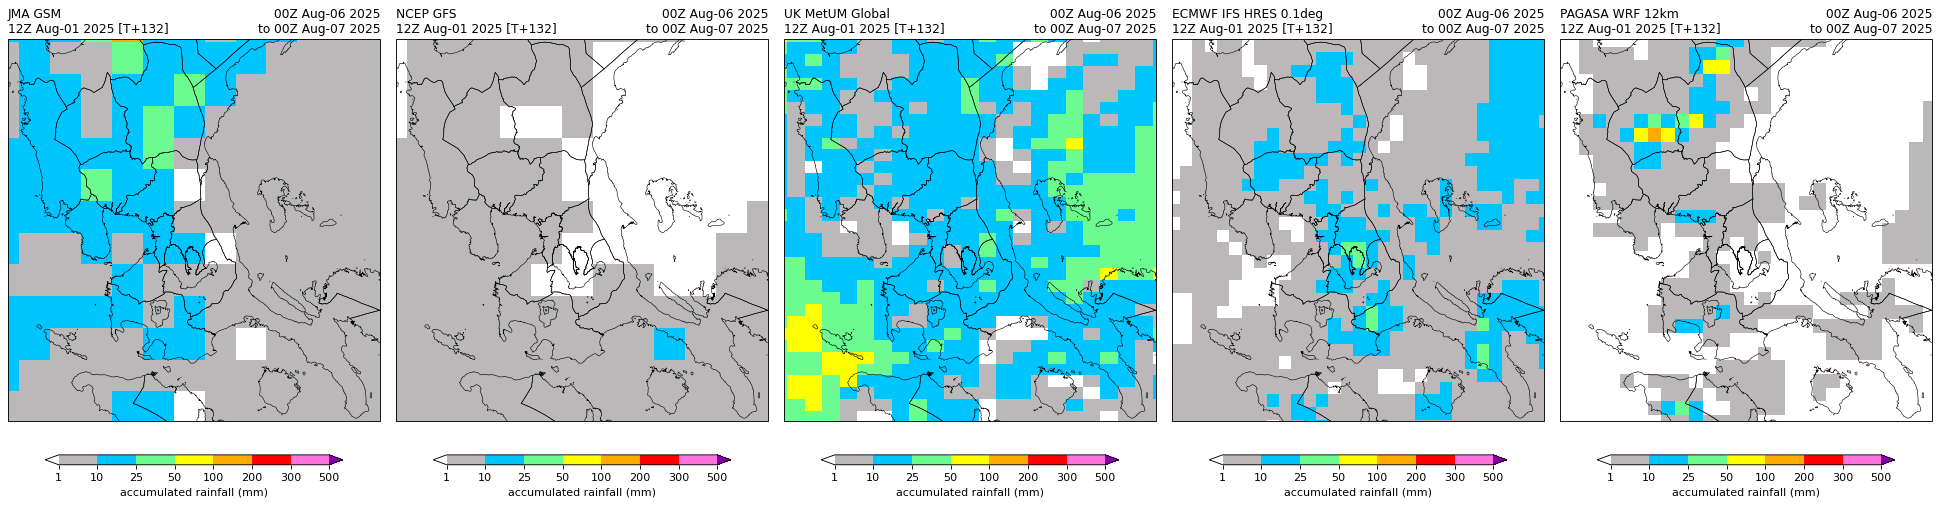 JMA GSM 00Z Aug-06 2025
12Z Aug-01 2025 [T+132] to 00Z Aug-07 2025
NCEP GFS 00Z Aug-06 2025
12Z Aug-01 2025 [T+132] to 00Z Aug-07 2025
UK MetUM Global 00Z Aug-06 2025
12Z Aug-01 2025 [T+132] to 00Z Aug-07 2025
ECMWF IFS HRES 0.1deg 00Z Aug-06 2025
12Z Aug-01 2025 [T+132] to 00Z Aug-07 2025
PAGASA WRF 12km 00Z Aug-06 2025
12Z Aug-01 2025 [T+132] to 00Z Aug-07 2025
1 10 25 50 100 200 300 500
accumulated rainfall (mm)
1 10 25 50 100 200 300 500
accumulated rainfall (mm)
1 10 25 50 100 200 300 500
accumulated rainfall (mm)
1 10 25 50 100 200 300 500
accumulated rainfall (mm)
1 10 25 50 100 200 300 500
accumulated rainfall (mm)